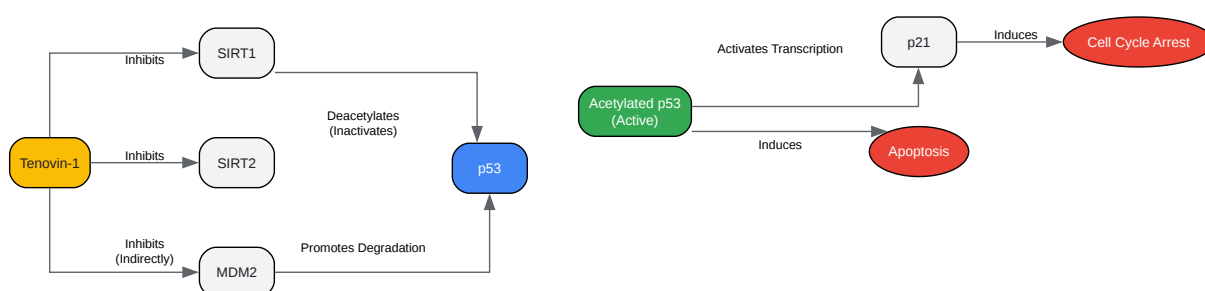 SIRT1
Inhibits
Deacetylates
(Inactivates)
Tenovin-1
Inhibits
SIRT2
p53
Inhibits
(Indirectly)
Promotes Degradation
MDM2
p21
Induces
Cell Cycle Arrest
Activates Transcription
Acetylated p53
(Active)
Induces
Apoptosis